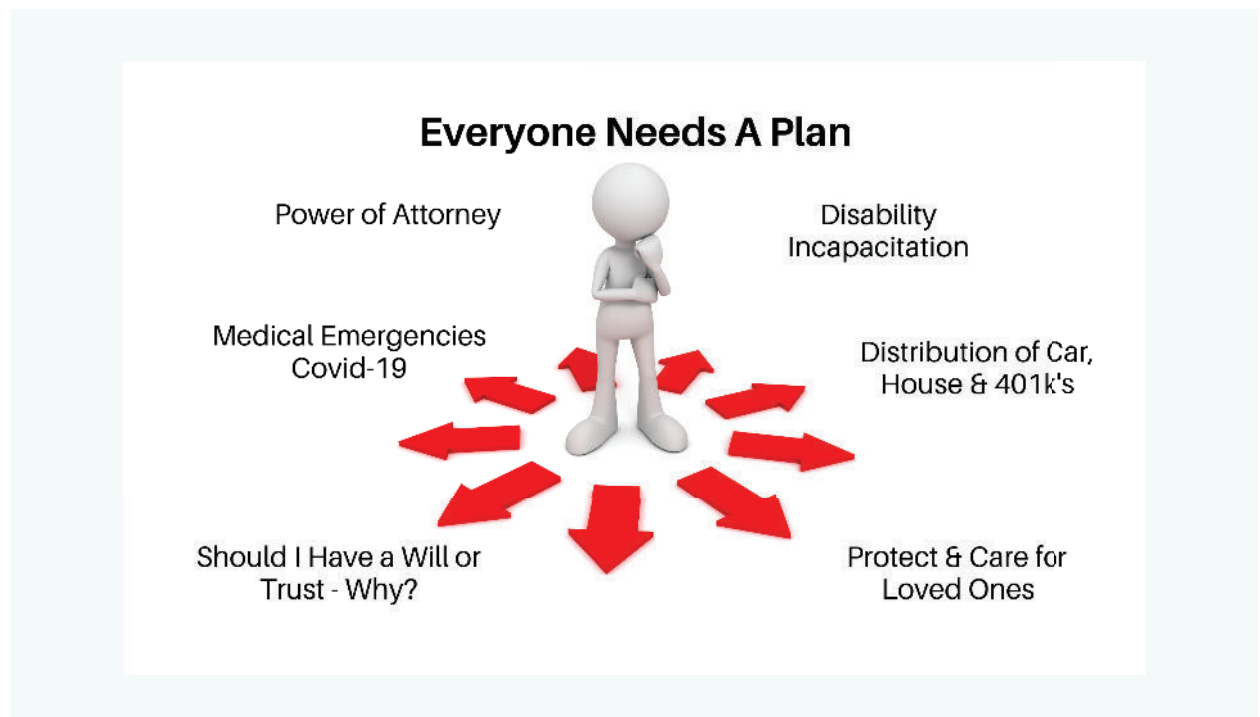 Everyone Needs A Plan
Power of Attorney
Disability
Incapacitation
Medical Emergencies
Covid-19
Distribution of Car,
House & 401k's
Should I Have a Will or
Trust - Why?
Protect & Care for
Loved Ones